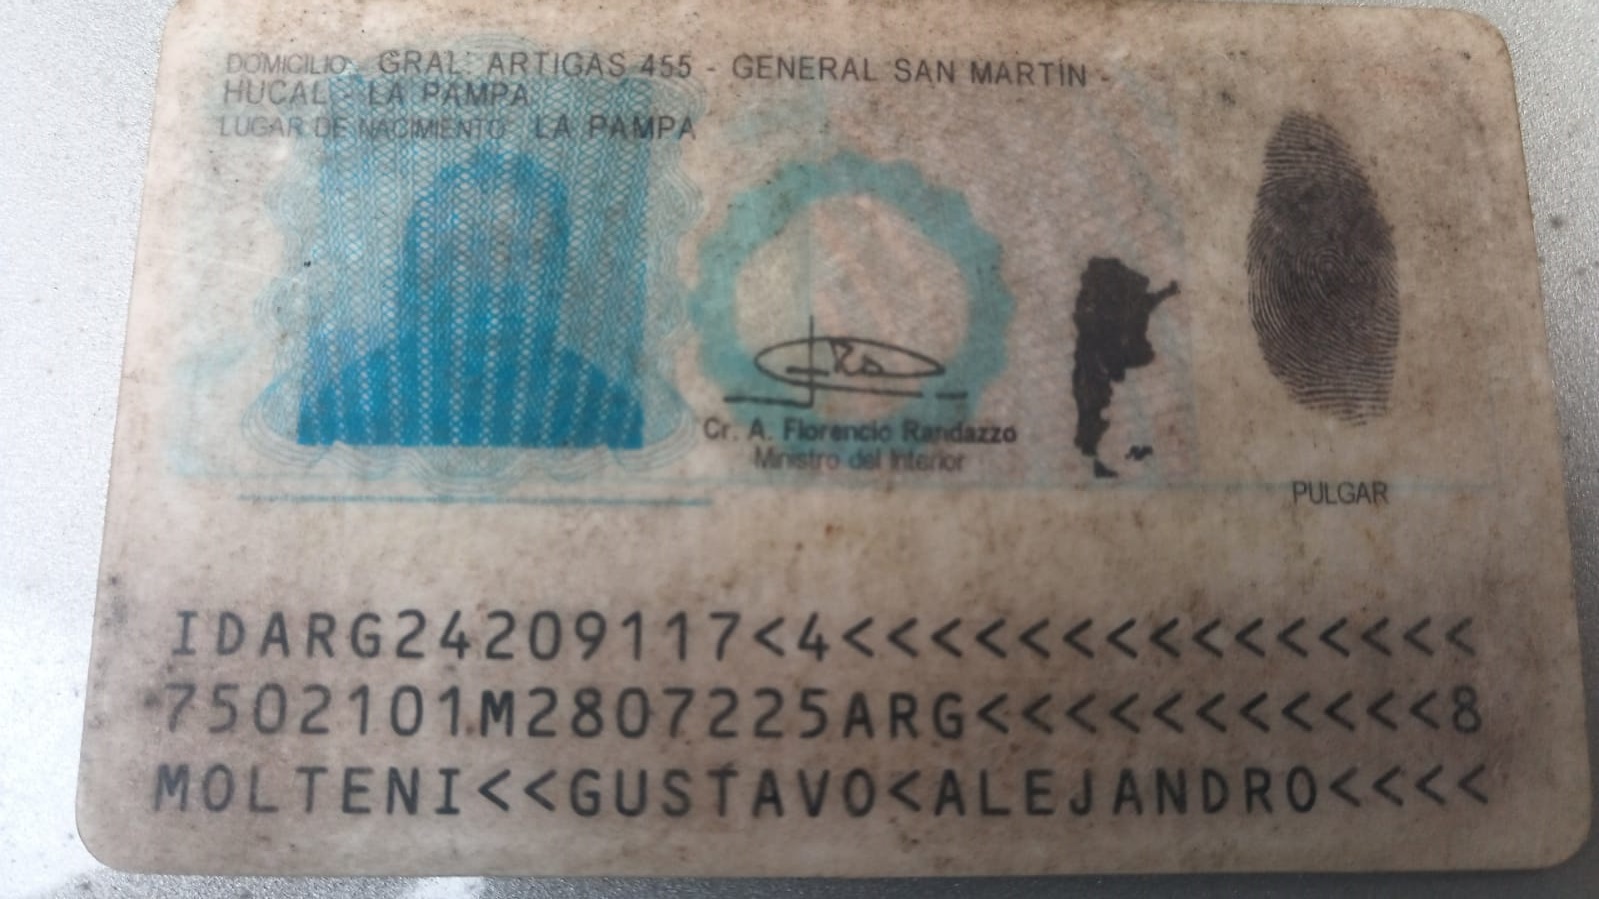 DOMICILIO: GRAL. ARTIGAS 455 - GENERAL SAN MARTÍN -
HUCAL - LA PAMPA
LUGAR DE NACIMIENTO: LA PAMPA
Cr. A. Florencio Randazzo
Ministro del Interior
PULGAR
IDARG24209117<4<<<<<<<<<<<<<<<
7502101M2807225ARG<<<<<<<<<<<8
MOLTENI<<GUSTAVO<ALEJANDRO<<<<